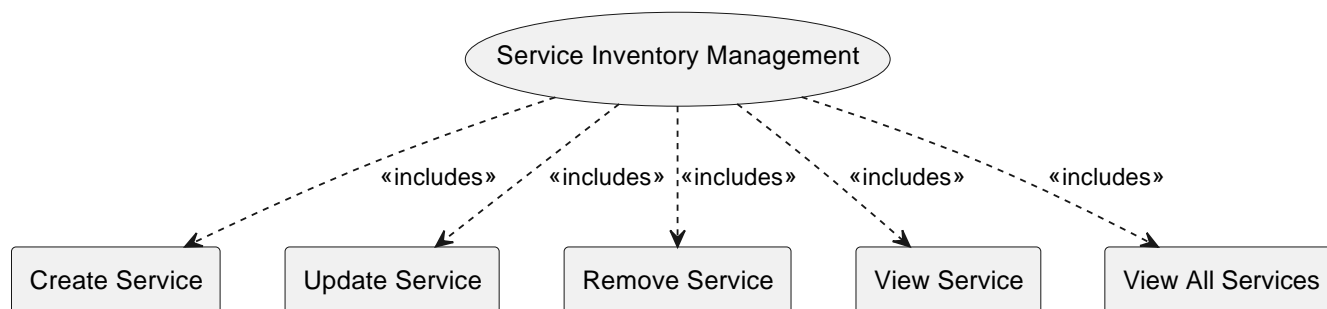 Service Inventory Management
«includes»
«includes»
«includes»
«includes»
«includes»
Create Service
Update Service
Remove Service
View Service
View All Services